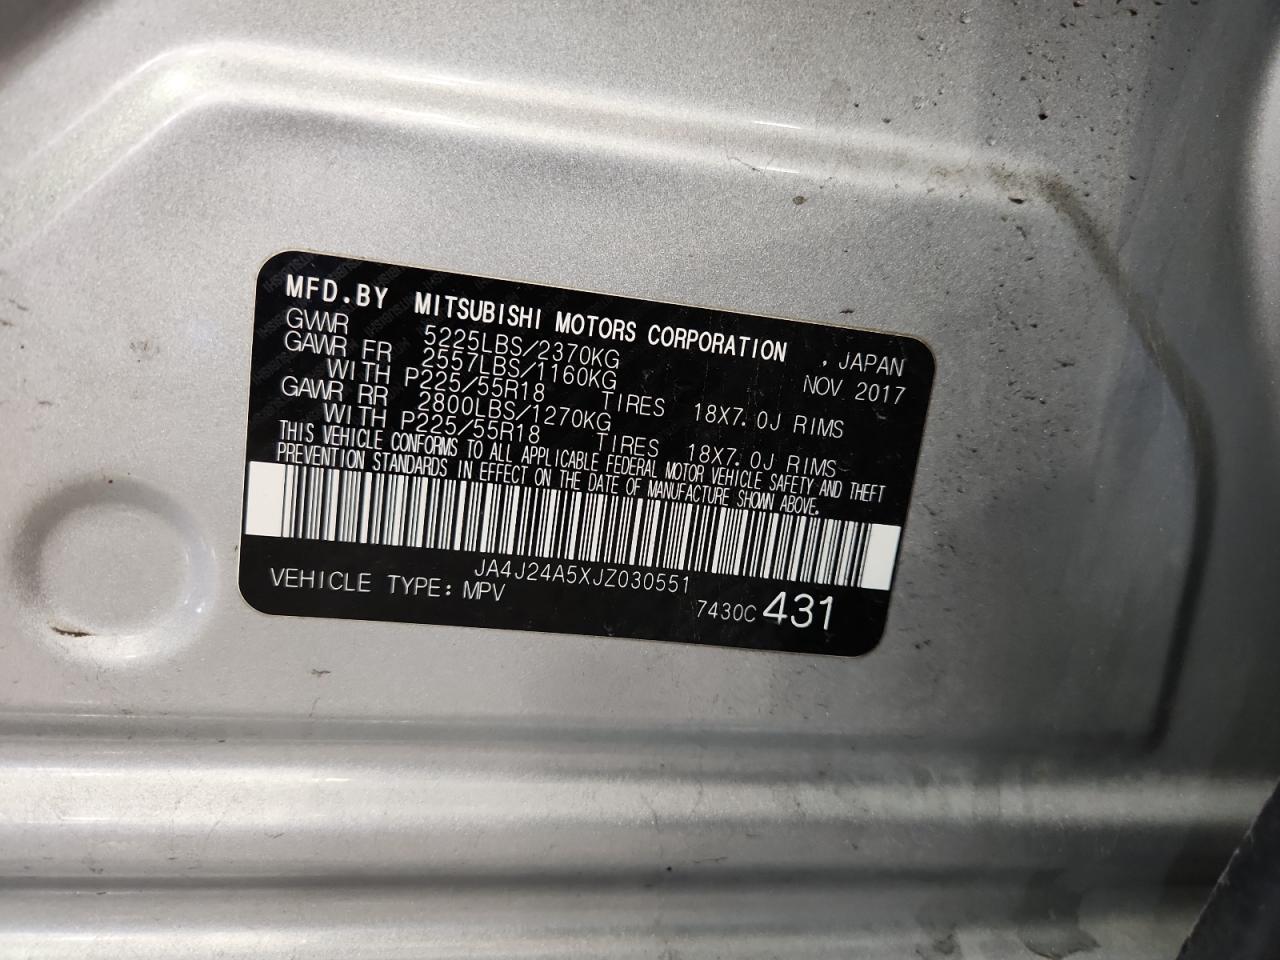 MFD.BY MITSUBISHI MOTORS CORPORATION , JAPAN
GVWR 5225LBS/2370KG NOV 2017
GAWR FR 2557LBS/1160KG
WITH P225/55R18 TIRES 18X7.0J RIMS
GAWR RR 2800LBS/1270KG
WITH P225/55R18 TIRES 18X7.0J RIMS
THIS VEHICLE CONFORMS TO ALL APPLICABLE FEDERAL MOTOR VEHICLE SAFETY AND THEFT
PREVENTION STANDARDS IN EFFECT ON THE DATE OF MANUFACTURE SHOWN ABOVE.
JA4J24A5XJZ030551
VEHICLE TYPE: MPV
7430C 431